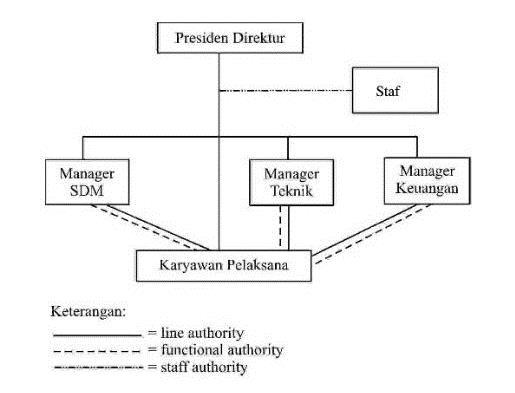 Presiden Direktur
Staf
Manager
SDM
Manager
Teknik
Manager
Keuangan
Karyawan Pelaksana
Keterangan:
= line authority
= functional authority
= staff authority